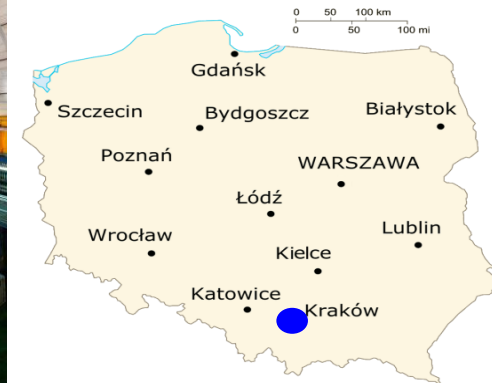 0 50 100 km
0 50 100 mi
Gdańsk
Szczecin
Bydgoszcz
Białystok
Poznań
WARSZAWA
Łódź
Wrocław
Lublin
Kielce
Katowice
Kraków